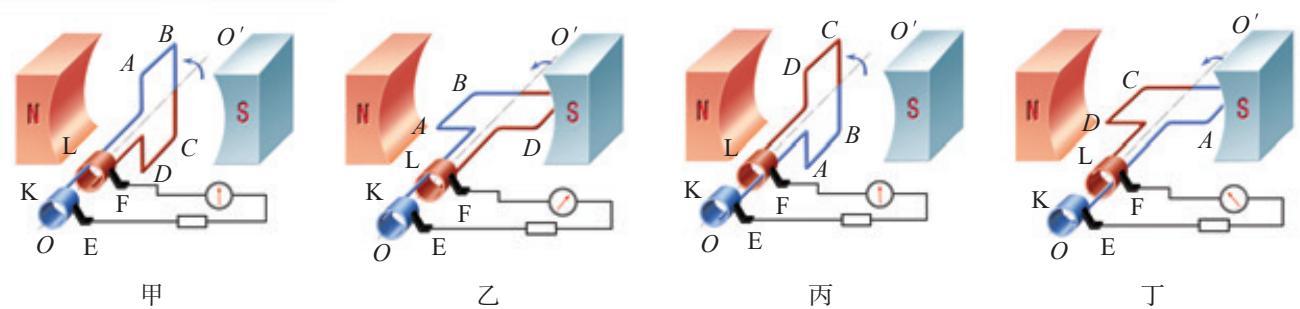 B O′
A
N S
L C
D
K F
O E
甲
O′
B
N S
A
L D
K F
O E
乙
C O′
D
N S
L B
A
K F
O E
丙
O′
C
N S
D A
L
K F
O E
丁